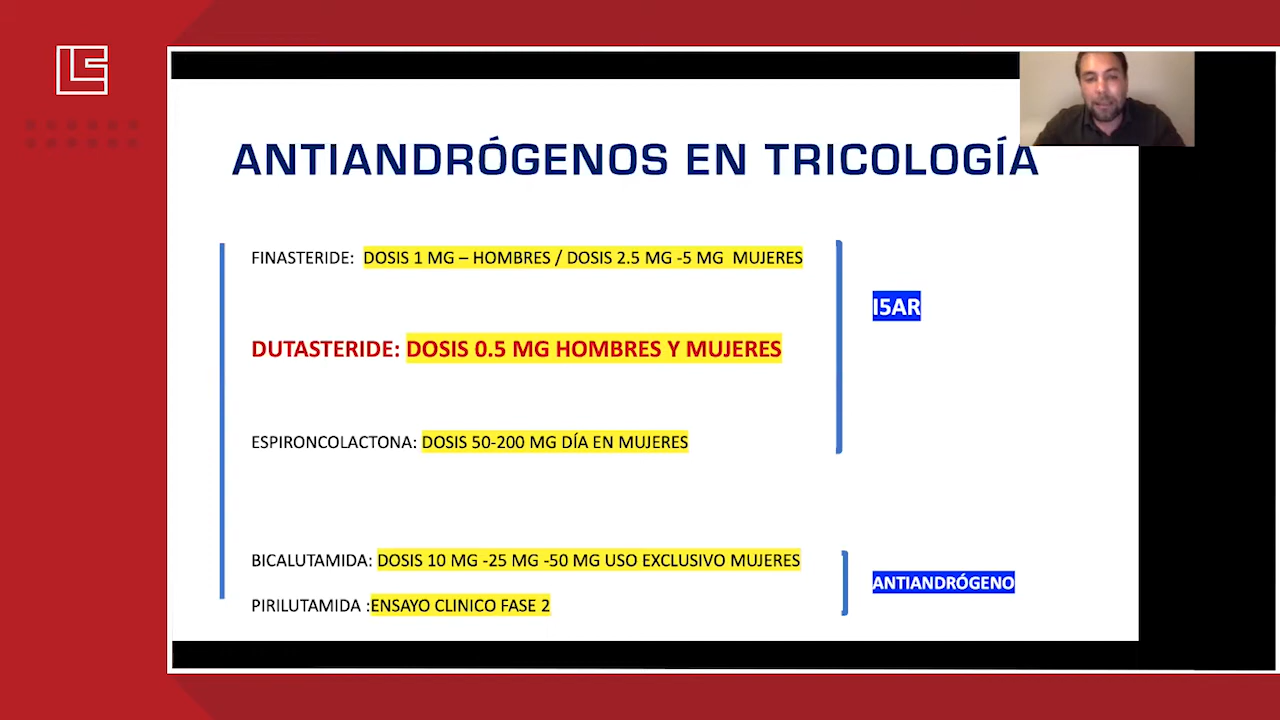 ANTIANDRÓGENOS EN TRICOLOGÍA
FINASTERIDE: DOSIS 1 MG – HOMBRES / DOSIS 2.5 MG -5 MG MUJERES
I5AR
DUTASTERIDE: DOSIS 0.5 MG HOMBRES Y MUJERES
ESPIRONCOLACTONA: DOSIS 50-200 MG DÍA EN MUJERES
BICALUTAMIDA: DOSIS 10 MG -25 MG -50 MG USO EXCLUSIVO MUJERES
ANTIANDRÓGENO
PIRILUTAMIDA :ENSAYO CLINICO FASE 2